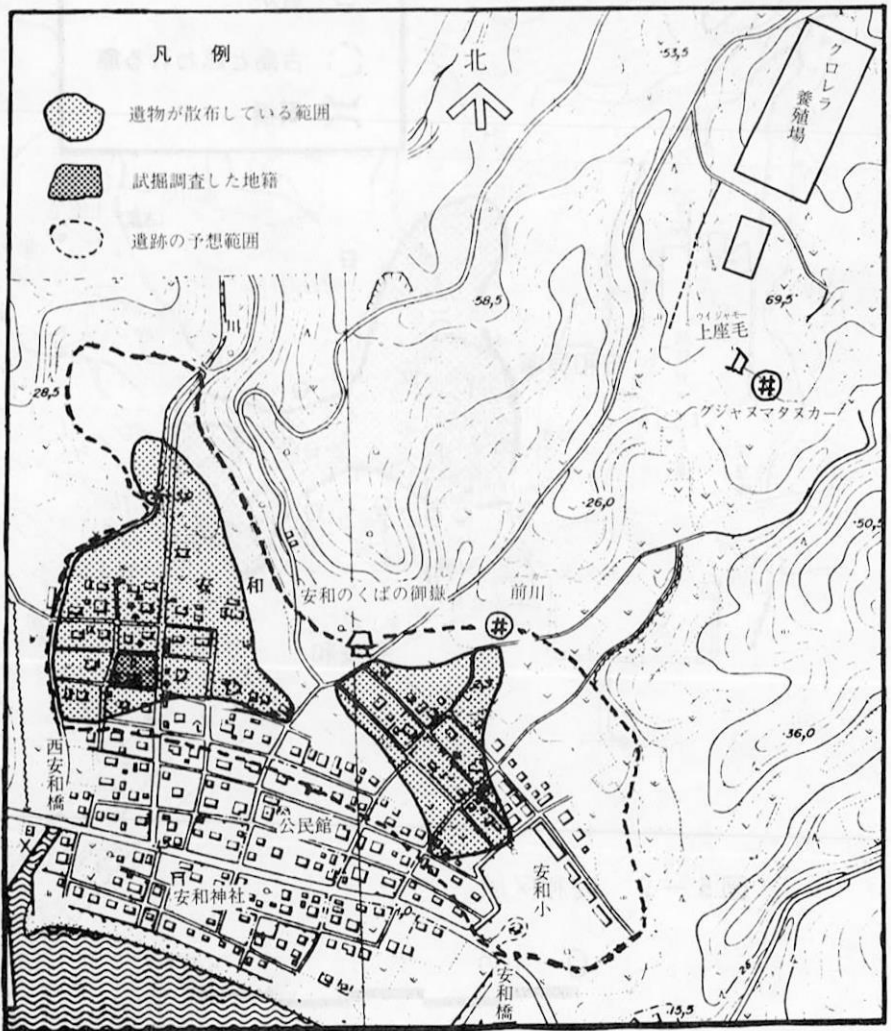 凡例
遺物が散布している範囲
試掘調査した地籍
遺跡の予想範囲
北
53,5
クロレラ
養殖場
58,5
69,5
ウイジャモー
上座毛
井
グジャヌマタヌカー
28,5
川
26,0
50,5
安和
安和のくばの御嶽
前川
井
36,0
西安和橋
公民館
安和神社
安和小
安和橋
26
15,5